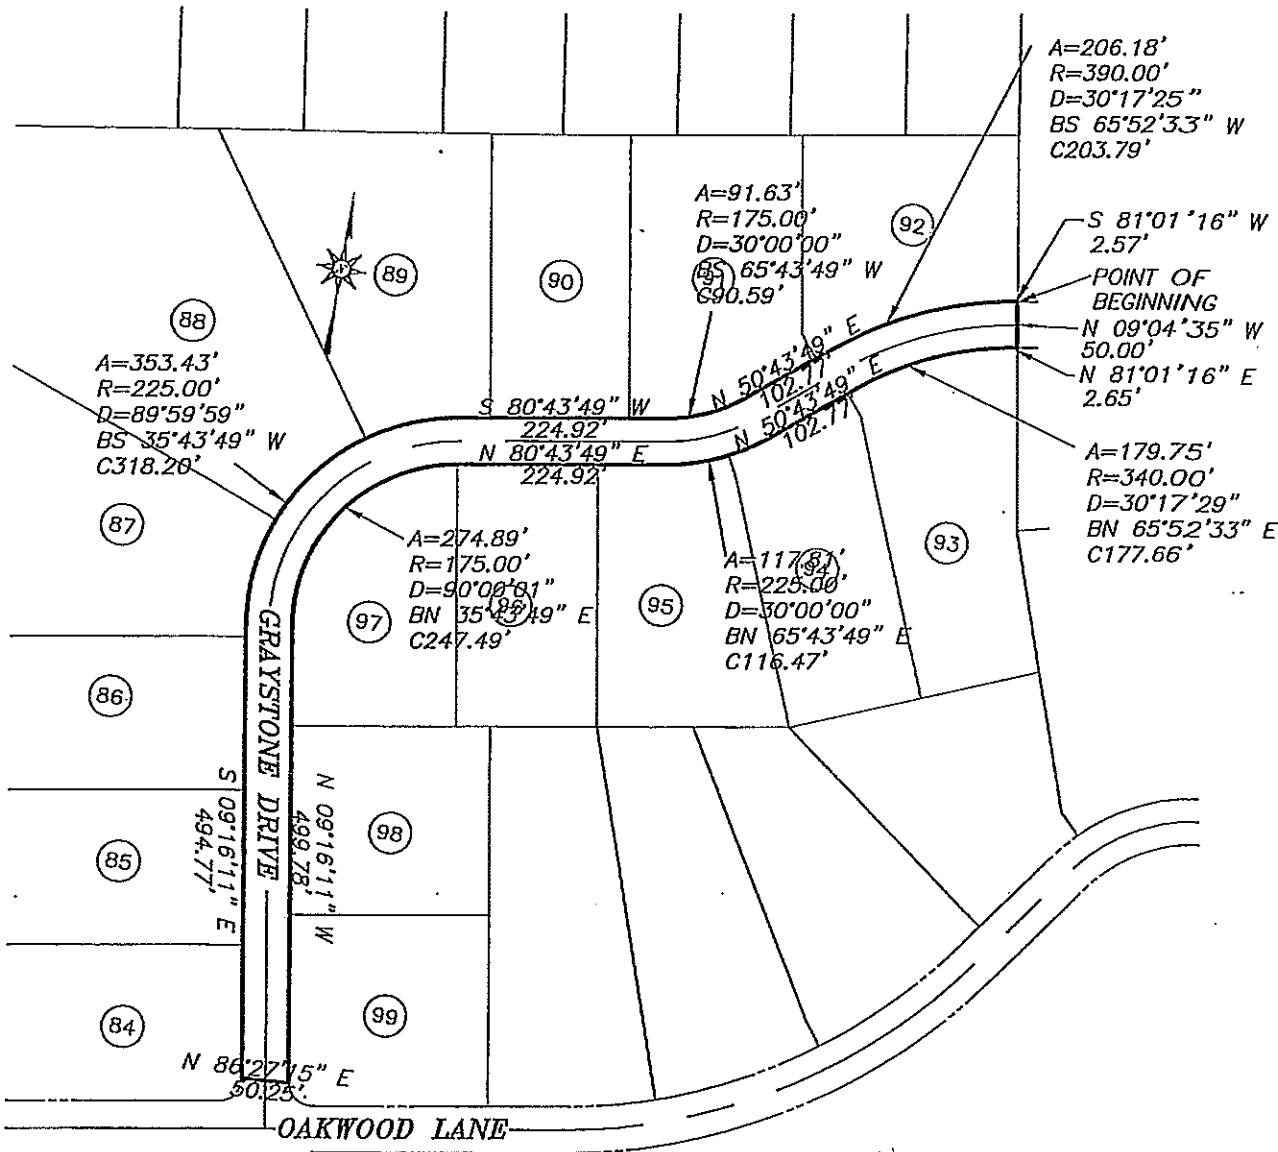 A=206.18'
R=390.00'
D=30°17'25"
BS 65°52'33" W
C203.79'
A=91.63'
R=175.00'
D=30°00'00"
BS 65°43'49" W
C90.59'
92
S 81°01'16" W
2.57'
POINT OF
BEGINNING
N 09°04'35" W
50.00'
N 81°01'16" E
2.65'
89
90
91
88
A=353.43'
R=225.00'
D=89°59'59"
BS 35°43'49" W
C318.20'
N 50°43'49" E
102.77'
N 50°43'49" E
102.77'
S 80°43'49" W
224.92'
N 80°43'49" E
224.92'
A=179.75'
R=340.00'
D=30°17'29"
BN 65°52'33" E
C177.66'
87
A=274.89'
R=175.00'
D=90°00'01"
BN 35°43'49" E
C247.49'
A=117.81'
R=225.00'
D=30°00'00"
BN 65°43'49" E
C116.47'
93
94
95
96
97
86
GRAYSTONE DRIVE
S 09°16'11" E
494.77'
N 09°16'11" W
499.78'
98
85
99
84
N 86°27'15" E
50.25'
OAKWOOD LANE